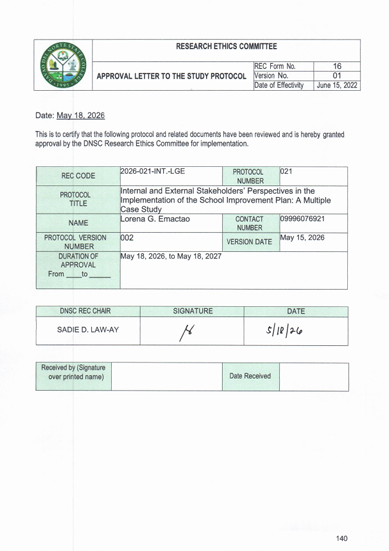 RESEARCH ETHICS COMMITTEE
APPROVAL LETTER TO THE STUDY PROTOCOL
REC Form No. 16
Version No. 01
Date of Effectivity June 15, 2022
Date: May 18, 2026
This is to certify that the following protocol and related documents have been reviewed and is hereby granted
approval by the DNSC Research Ethics Committee for implementation.
REC CODE 2026-021-INT.-LGE PROTOCOL NUMBER 021
PROTOCOL TITLE
Internal and External Stakeholders' Perspectives in the
Implementation of the School Improvement Plan: A Multiple
Case Study
NAME Lorena G. Ernactao CONTACT NUMBER 09996076921
PROTOCOL VERSION NUMBER 002 VERSION DATE May 15, 2026
DURATION OF APPROVAL
From ____to ______
May 18, 2026, to May 18, 2027
DNSC REC CHAIR SIGNATURE DATE
SADIE D. LAW-AY 5/18/26
Received by (Signature
over printed name)
Date Received
140